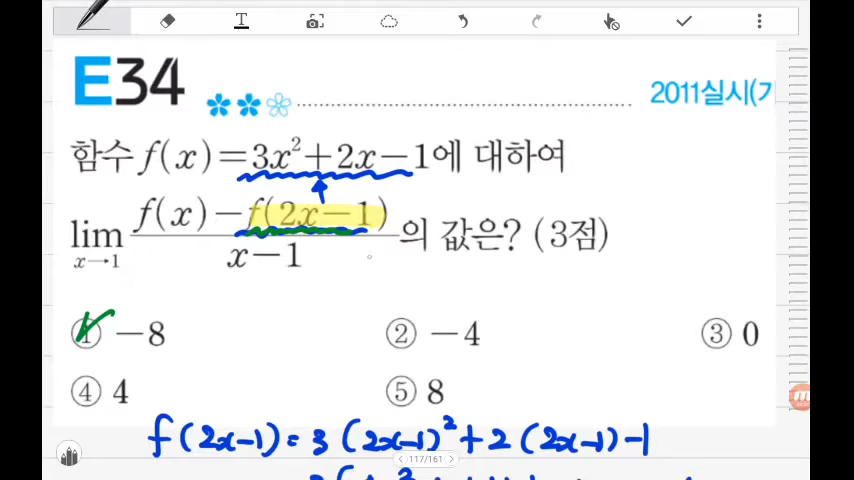 T
E34
2011실시(가
함수 f(x)=3x²+2x-1에 대하여
lim x→1 (f(x)-f(2x-1))/(x-1) 의 값은? (3점)
① -8 ② -4 ③ 0
④ 4 ⑤ 8
f(2x-1) = 3(2x-1)²+2(2x-1)-1
<117/161>